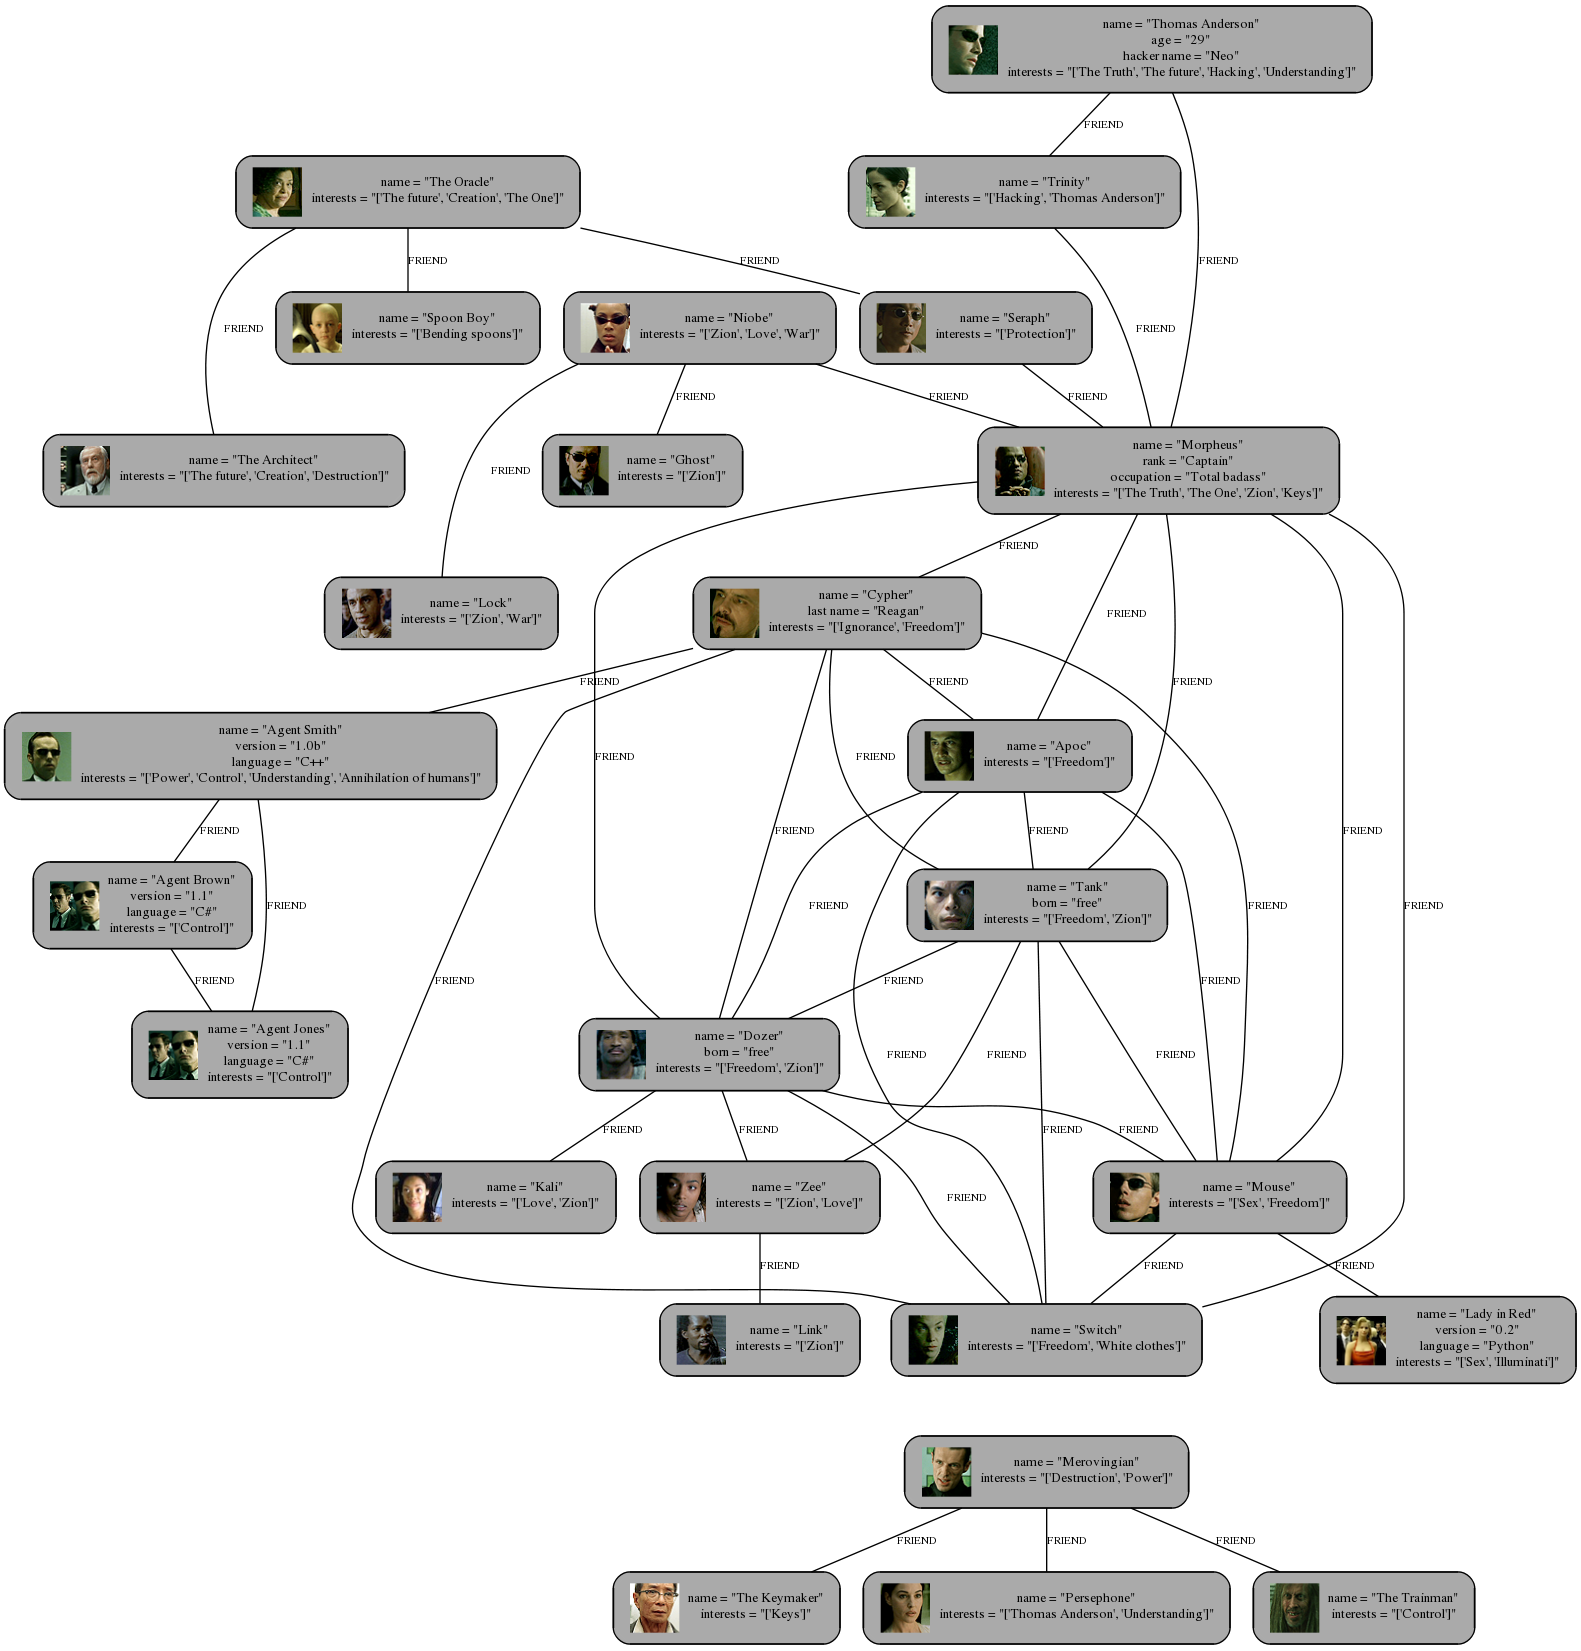 name = "Thomas Anderson"
age = "29"
hacker name = "Neo"
interests = "['The Truth', 'The future', 'Hacking', 'Understanding']"
FRIEND
name = "The Oracle"
interests = "['The future', 'Creation', 'The One']"
name = "Trinity"
interests = "['Hacking', 'Thomas Anderson']"
FRIEND
FRIEND
FRIEND
FRIEND
FRIEND
name = "Spoon Boy"
interests = "['Bending spoons']"
name = "Niobe"
interests = "['Zion', 'Love', 'War']"
name = "Seraph"
interests = "['Protection']"
FRIEND
FRIEND
FRIEND
FRIEND
name = "The Architect"
interests = "['The future', 'Creation', 'Destruction']"
FRIEND
name = "Ghost"
interests = "['Zion']"
name = "Morpheus"
rank = "Captain"
occupation = "Total badass"
interests = "['The Truth', 'The One', 'Zion', 'Keys']"
FRIEND
name = "Lock"
interests = "['Zion', 'War']"
name = "Cypher"
last name = "Reagan"
interests = "['Ignorance', 'Freedom']"
FRIEND
FRIEND
FRIEND
FRIEND
name = "Agent Smith"
version = "1.0b"
language = "C++"
interests = "['Power', 'Control', 'Understanding', 'Annihilation of humans']"
FRIEND
FRIEND
name = "Apoc"
interests = "['Freedom']"
FRIEND
FRIEND
FRIEND
FRIEND
name = "Agent Brown"
version = "1.1"
language = "C#"
interests = "['Control']"
FRIEND
FRIEND
name = "Tank"
born = "free"
interests = "['Freedom', 'Zion']"
FRIEND
FRIEND
FRIEND
FRIEND
FRIEND
FRIEND
name = "Agent Jones"
version = "1.1"
language = "C#"
interests = "['Control']"
name = "Dozer"
born = "free"
interests = "['Freedom', 'Zion']"
FRIEND
FRIEND
FRIEND
FRIEND
FRIEND
FRIEND
FRIEND
name = "Kali"
interests = "['Love', 'Zion']"
name = "Zee"
interests = "['Zion', 'Love']"
FRIEND
name = "Mouse"
interests = "['Sex', 'Freedom']"
FRIEND
FRIEND
FRIEND
name = "Link"
interests = "['Zion']"
name = "Switch"
interests = "['Freedom', 'White clothes']"
name = "Lady in Red"
version = "0.2"
language = "Python"
interests = "['Sex', 'Illuminati']"
name = "Merovingian"
interests = "['Destruction', 'Power']"
FRIEND
FRIEND
FRIEND
name = "The Keymaker"
interests = "['Keys']"
name = "Persephone"
interests = "['Thomas Anderson', 'Understanding']"
name = "The Trainman"
interests = "['Control']"